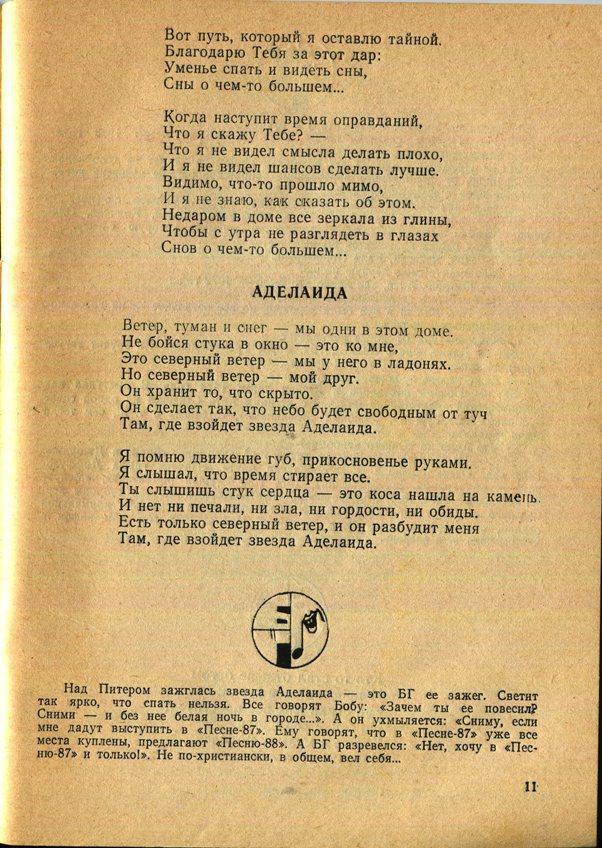 Вот путь, который я оставлю тайной.
Благодарю Тебя за этот дар:
Уменье спать и видеть сны,
Сны о чем-то большем...
Когда наступит время оправданий,
Что я скажу Тебе? —
Что я не видел смысла делать плохо,
И я не видел шансов сделать лучше.
Видимо, что-то прошло мимо,
И я не знаю, как сказать об этом.
Недаром в доме все зеркала из глины,
Чтобы с утра не разглядеть в глазах
Снов о чем-то большем...
АДЕЛАИДА
Ветер, туман и снег — мы одни в этом доме.
Не бойся стука в окно — это ко мне,
Это северный ветер — мы у него в ладонях.
Но северный ветер — мой друг.
Он хранит то, что скрыто.
Он сделает так, что небо будет свободным от туч
Там, где взойдет звезда Аделаида.
Я помню движение губ, прикосновенье руками.
Я слышал, что время стирает все.
Ты слышишь стук сердца — это коса нашла на камень.
И нет ни печали, ни зла, ни гордости, ни обиды.
Есть только северный ветер, и он разбудит меня
Там, где взойдет звезда Аделаида.
Над Питером зажглась звезда Аделаида — это БГ ее зажег. Светит
так ярко, что спать нельзя. Все говорят Бобу: «Зачем ты ее повесил?
Сними — и без нее белая ночь в городе...». А он ухмыляется: «Сниму, если
мне дадут выступить в «Песне-87». Ему говорят, что в «Песне-87» уже все
места куплены, предлагают «Песню-88». А БГ разревелся: «Нет, хочу в «Пес-
ню-87» и только!». Не по-христиански, в общем, вел себя...
11